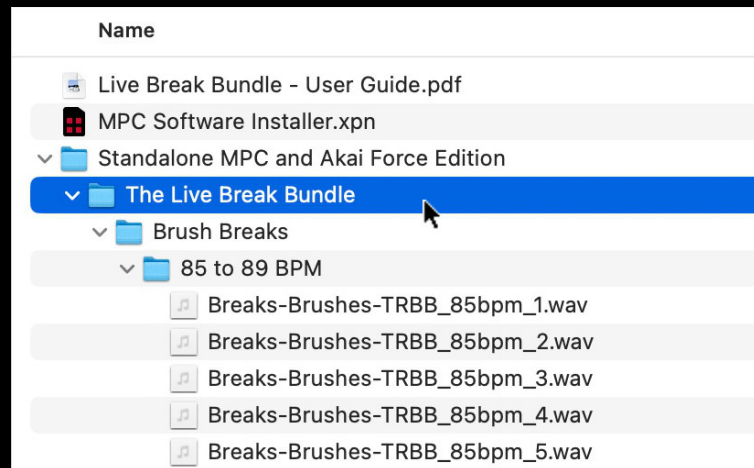 Name
Live Break Bundle - User Guide.pdf
MPC Software Installer.xpn
Standalone MPC and Akai Force Edition
The Live Break Bundle
Brush Breaks
85 to 89 BPM
Breaks-Brushes-TRBB_85bpm_1.wav
Breaks-Brushes-TRBB_85bpm_2.wav
Breaks-Brushes-TRBB_85bpm_3.wav
Breaks-Brushes-TRBB_85bpm_4.wav
Breaks-Brushes-TRBB_85bpm_5.wav